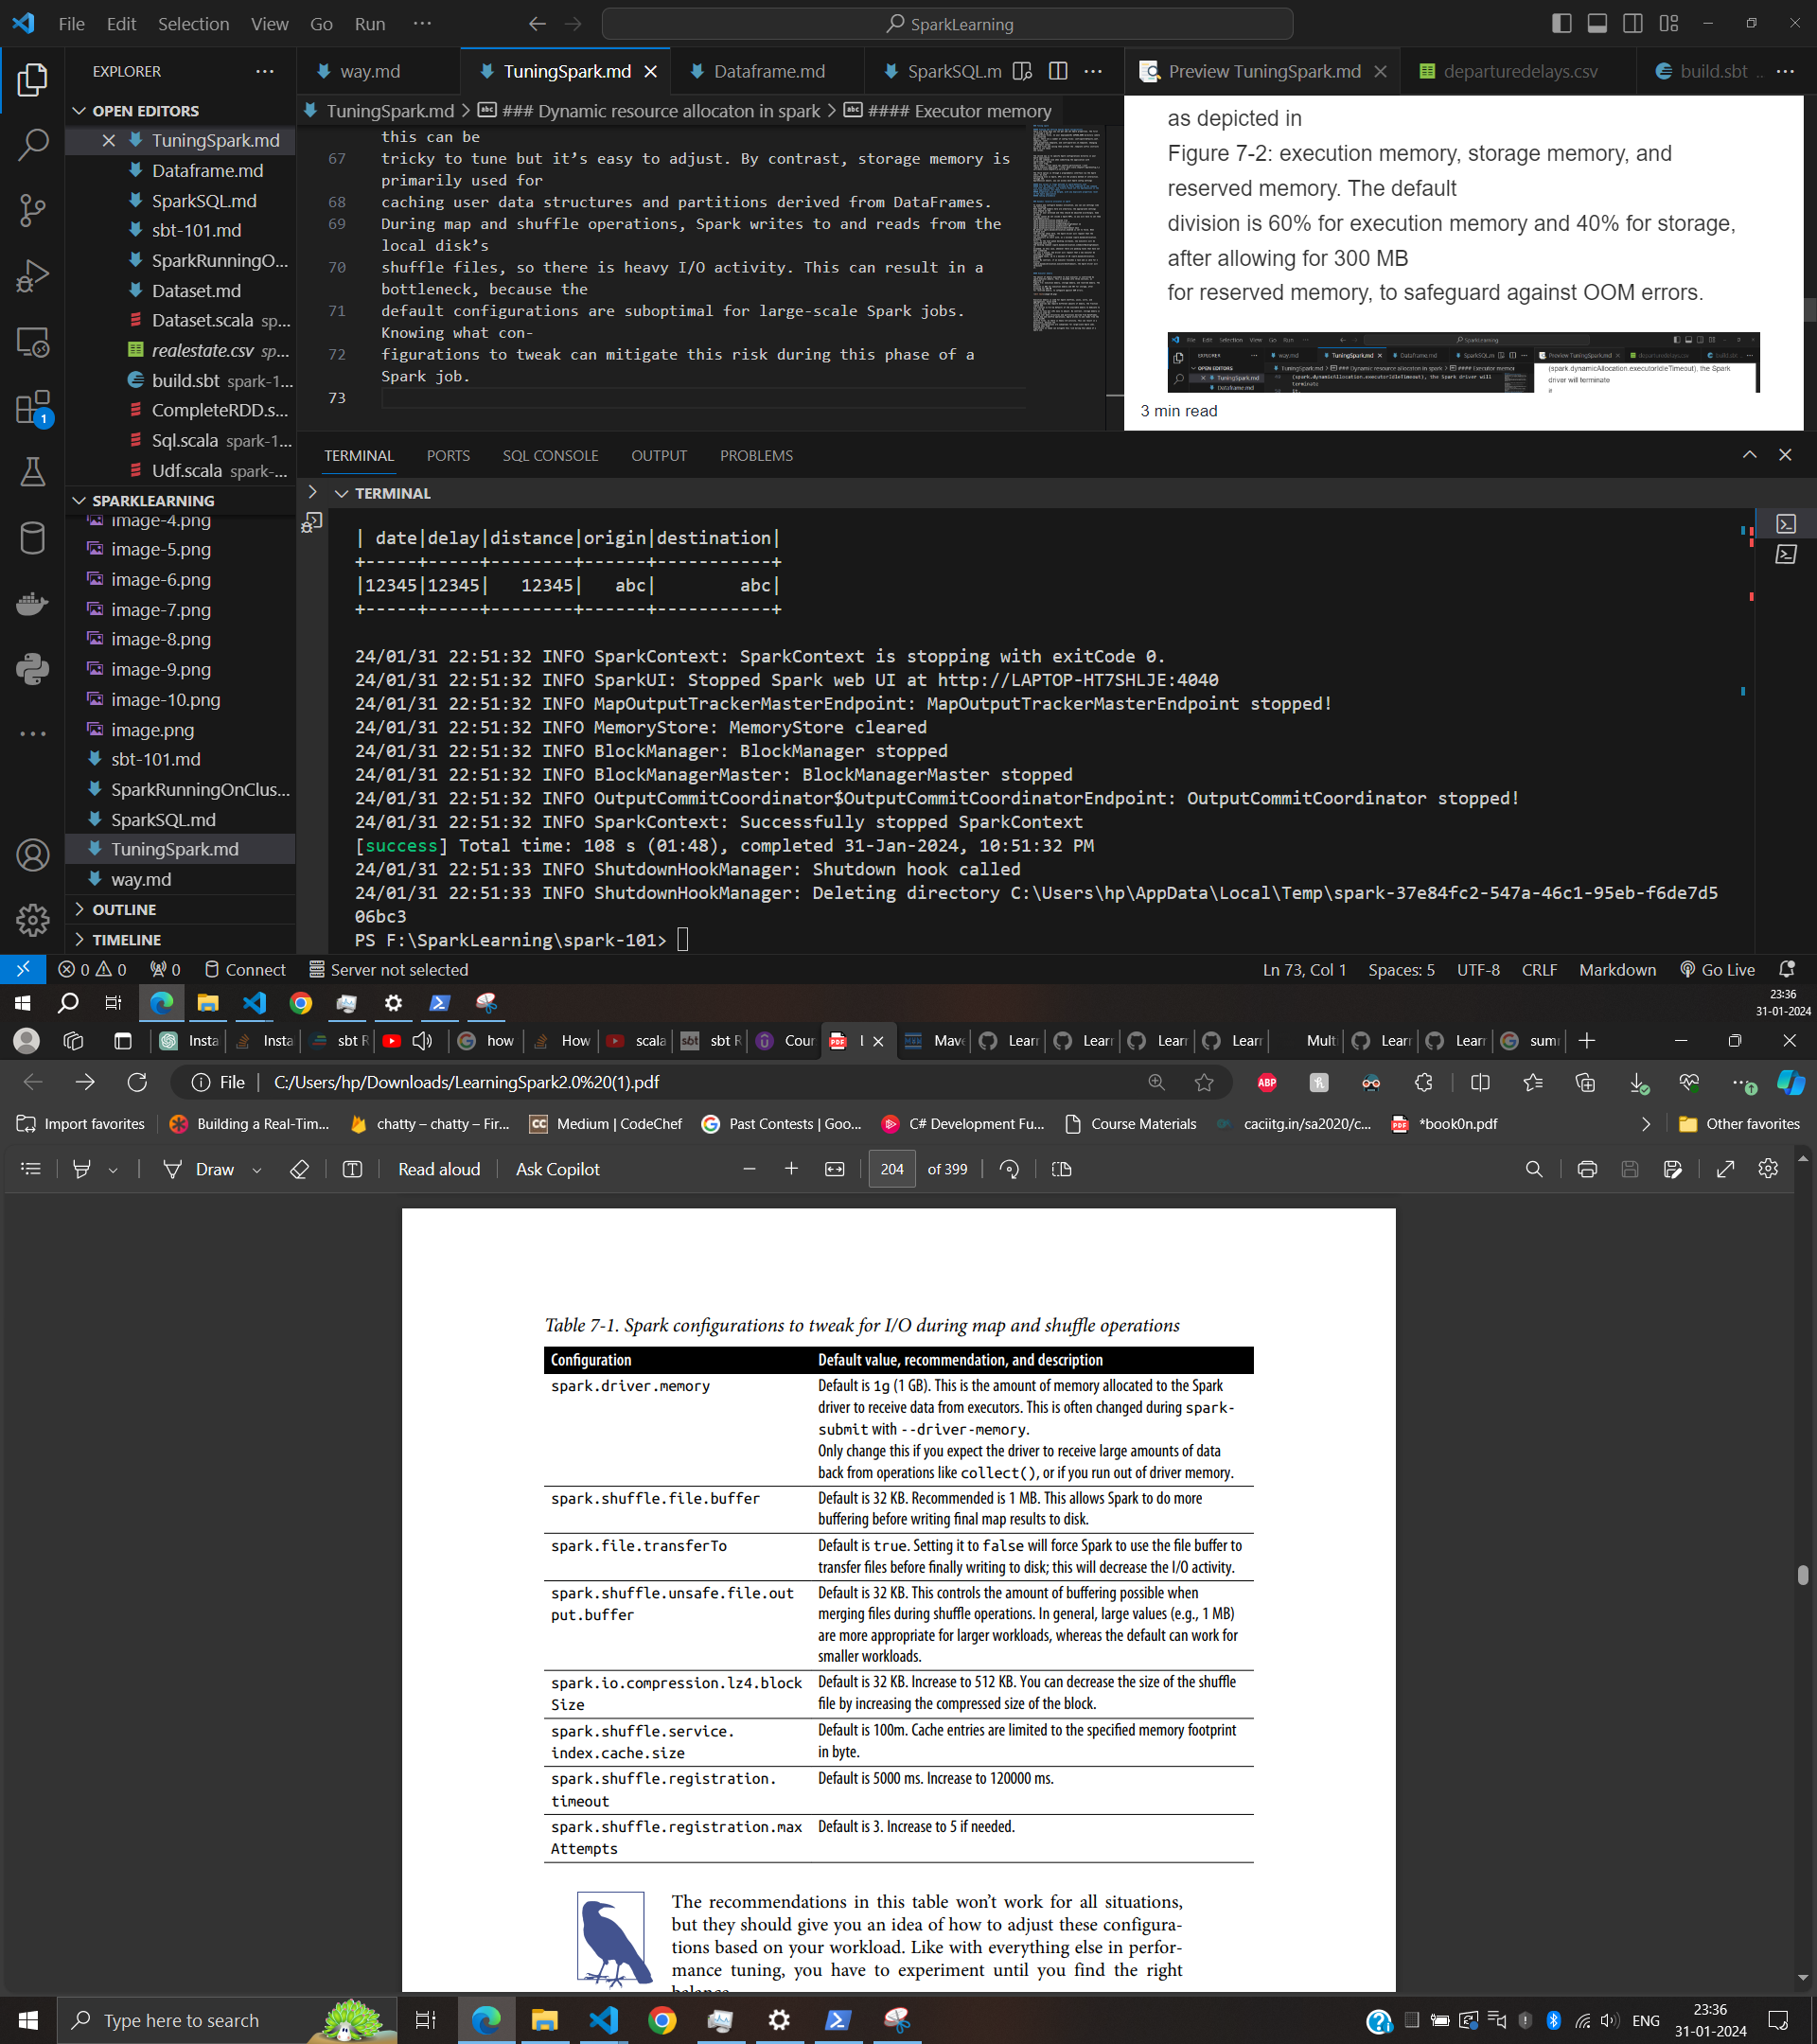 File Edit Selection View Go Run ··· SparkLearning
EXPLORER ···
OPEN EDITORS
TuningSpark.md
Dataframe.md
SparkSQL.md
sbt-101.md
SparkRunningO...
Dataset.md
Dataset.scala sp...
realestate.csv sp...
build.sbt spark-1...
CompleteRDD.s...
Sql.scala spark-1...
Udf.scala spark-...
SPARKLEARNING
image-4.png
image-5.png
image-6.png
image-7.png
image-8.png
image-9.png
image-10.png
image.png
sbt-101.md
SparkRunningOnClus...
SparkSQL.md
TuningSpark.md
way.md
OUTLINE
TIMELINE
1
way.md TuningSpark.md Dataframe.md SparkSQL.m ···
TuningSpark.md > ### Dynamic resource allocaton in spark > #### Executor memory
this can be
67 tricky to tune but it’s easy to adjust. By contrast, storage memory is
primarily used for
68 caching user data structures and partitions derived from DataFrames.
69 During map and shuffle operations, Spark writes to and reads from the
local disk’s
70 shuffle files, so there is heavy I/O activity. This can result in a
bottleneck, because the
71 default configurations are suboptimal for large-scale Spark jobs.
Knowing what con-
72 figurations to tweak can mitigate this risk during this phase of a
Spark job.
73
Preview TuningSpark.md departuredelays.csv build.sbt .. ···
as depicted in
Figure 7-2: execution memory, storage memory, and
reserved memory. The default
division is 60% for execution memory and 40% for storage,
after allowing for 300 MB
for reserved memory, to safeguard against OOM errors.
(spark.dynamicAllocation.executorIdleTimeout), the Spark
driver will terminate
#
3 min read
TERMINAL PORTS SQL CONSOLE OUTPUT PROBLEMS
TERMINAL
| date|delay|distance|origin|destination|
+-----+-----+--------+------+-----------+
|12345|12345| 12345| abc| abc|
+-----+-----+--------+------+-----------+
24/01/31 22:51:32 INFO SparkContext: SparkContext is stopping with exitCode 0.
24/01/31 22:51:32 INFO SparkUI: Stopped Spark web UI at http://LAPTOP-HT7SHLJE:4040
24/01/31 22:51:32 INFO MapOutputTrackerMasterEndpoint: MapOutputTrackerMasterEndpoint stopped!
24/01/31 22:51:32 INFO MemoryStore: MemoryStore cleared
24/01/31 22:51:32 INFO BlockManager: BlockManager stopped
24/01/31 22:51:32 INFO BlockManagerMaster: BlockManagerMaster stopped
24/01/31 22:51:32 INFO OutputCommitCoordinator$OutputCommitCoordinatorEndpoint: OutputCommitCoordinator stopped!
24/01/31 22:51:32 INFO SparkContext: Successfully stopped SparkContext
[success] Total time: 108 s (01:48), completed 31-Jan-2024, 10:51:32 PM
24/01/31 22:51:33 INFO ShutdownHookManager: Shutdown hook called
24/01/31 22:51:33 INFO ShutdownHookManager: Deleting directory C:\Users\hp\AppData\Local\Temp\spark-37e84fc2-547a-46c1-95eb-f6de7d5
06bc3
PS F:\SparkLearning\spark-101>
0 0 0 Connect Server not selected Ln 73, Col 1 Spaces: 5 UTF-8 CRLF Markdown Go Live
23:36
31-01-2024
Insta Insta sbt R how How scala sbt sbt R Cour PDF l Mave Learr Learr Learr Learr Multi Learr Learr sumr
File C:/Users/hp/Downloads/LearningSpark2.0%20(1).pdf ABP
Import favorites Building a Real-Tim... chatty – chatty – Fir... CC Medium | CodeChef Past Contests | Goo... C# Development Fu... Course Materials caciitg.in/sa2020/c... PDF *book0n.pdf Other favorites
Draw Read aloud Ask Copilot 204 of 399
Table 7-1. Spark configurations to tweak for I/O during map and shuffle operations
Configuration Default value, recommendation, and description
spark.driver.memory Default is 1g (1 GB). This is the amount of memory allocated to the Spark
driver to receive data from executors. This is often changed during spark-
submit with --driver-memory.
Only change this if you expect the driver to receive large amounts of data
back from operations like collect(), or if you run out of driver memory.
spark.shuffle.file.buffer Default is 32 KB. Recommended is 1 MB. This allows Spark to do more
buffering before writing final map results to disk.
spark.file.transferTo Default is true. Setting it to false will force Spark to use the file buffer to
transfer files before finally writing to disk; this will decrease the I/O activity.
spark.shuffle.unsafe.file.out Default is 32 KB. This controls the amount of buffering possible when
put.buffer merging files during shuffle operations. In general, large values (e.g., 1 MB)
are more appropriate for larger workloads, whereas the default can work for
smaller workloads.
spark.io.compression.lz4.block Default is 32 KB. Increase to 512 KB. You can decrease the size of the shuffle
Size file by increasing the compressed size of the block.
spark.shuffle.service. Default is 100m. Cache entries are limited to the specified memory footprint
index.cache.size in byte.
spark.shuffle.registration. Default is 5000 ms. Increase to 120000 ms.
timeout
spark.shuffle.registration.max Default is 3. Increase to 5 if needed.
Attempts
The recommendations in this table won’t work for all situations,
but they should give you an idea of how to adjust these configura-
tions based on your workload. Like with everything else in perfor-
mance tuning, you have to experiment until you find the right
balance.
Type here to search ENG 23:36
31-01-2024